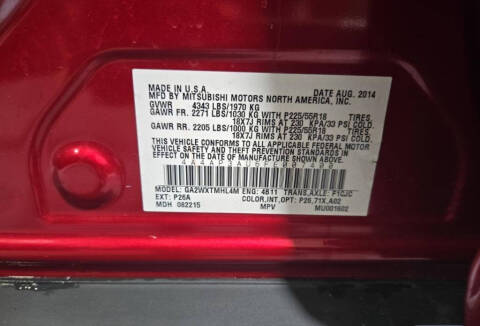 MADE IN U.S.A. DATE AUG. 2014
MFD BY MITSUBISHI MOTORS NORTH AMERICA, INC.
GVWR 4343 LBS/1970 KG
GAWR FR. 2271 LBS/1030 KG WITH P225/55R18 TIRES,
18X7J RIMS AT 230 KPA/33 PSI COLD.
GAWR RR. 2205 LBS/1000 KG WITH P225/55R18 TIRES,
18X7J RIMS AT 230 KPA/33 PSI COLD.
THIS VEHICLE CONFORMS TO ALL APPLICABLE FEDERAL MOTOR
VEHICLE SAFETY STANDARDS IN EFFECT ON THE DATE OF
MANUFACTURE SHOWN ABOVE.
MODEL: GA2WXTMHL4M ENG: 4B11 TRANS,AXLE: F1CJC
EXT: P26A COLOR,INT,OPT: P26,71X,A02
MDH 082215 MPV MU001602